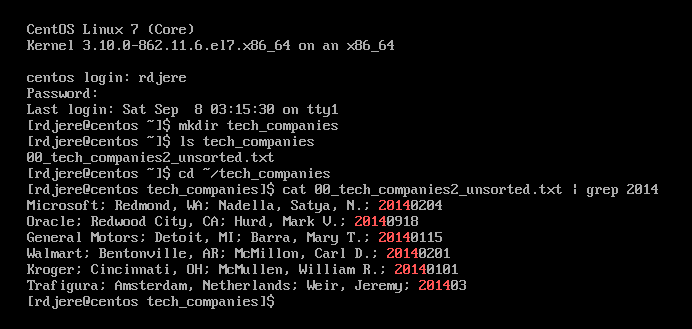 CentOS Linux 7 (Core)
Kernel 3.10.0-862.11.6.el7.x86_64 on an x86_64
centos login: rdjere
Password:
Last login: Sat Sep  8 03:15:30 on tty1
[rdjere@centos ~]$ mkdir tech_companies
[rdjere@centos ~]$ ls tech_companies
00_tech_companies2_unsorted.txt
[rdjere@centos ~]$ cd ~/tech_companies
[rdjere@centos tech_companies]$ cat 00_tech_companies2_unsorted.txt | grep 2014
Microsoft; Redmond, WA; Nadella, Satya, N.; 20140204
Oracle; Redwood City, CA; Hurd, Mark V.; 20140918
General Motors; Detoit, MI; Barra, Mary T.; 20140115
Walmart; Bentonville, AR; McMillon, Carl D.; 20140201
Kroger; Cincinnati, OH; McMullen, William R.; 20140101
Trafigura; Amsterdam, Netherlands; Weir, Jeremy; 201403
[rdjere@centos tech_companies]$